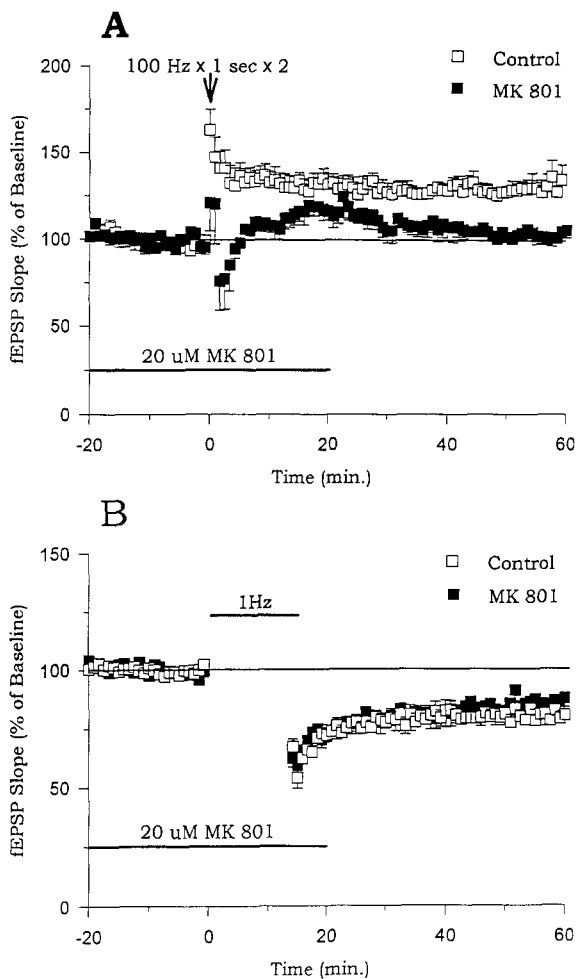 A
100 Hz x 1 sec x 2
Control
MK 801
200
150
100
50
0
fEPSP Slope (% of Baseline)
20 uM MK 801
-20
0
20
40
60
Time (min.)
B
Control
MK 801
150
100
50
0
fEPSP Slope (% of Baseline)
1Hz
20 uM MK 801
-20
0
20
40
60
Time (min.)